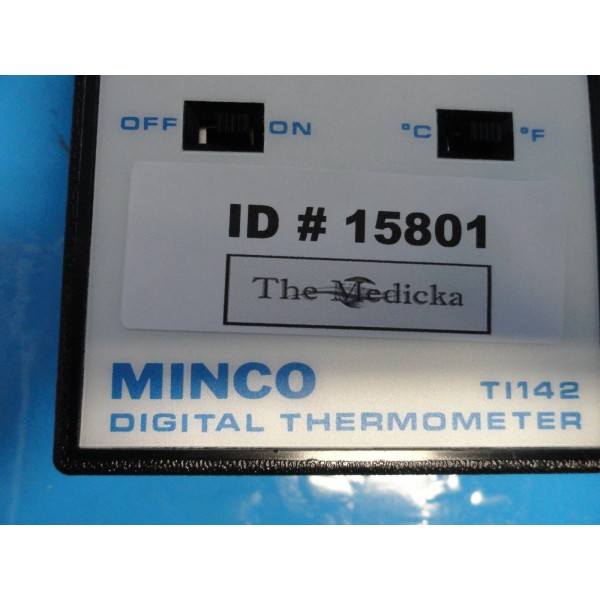 OFF ON °C °F
ID # 15801
The Medicka
MINCO TI142
DIGITAL THERMOMETER